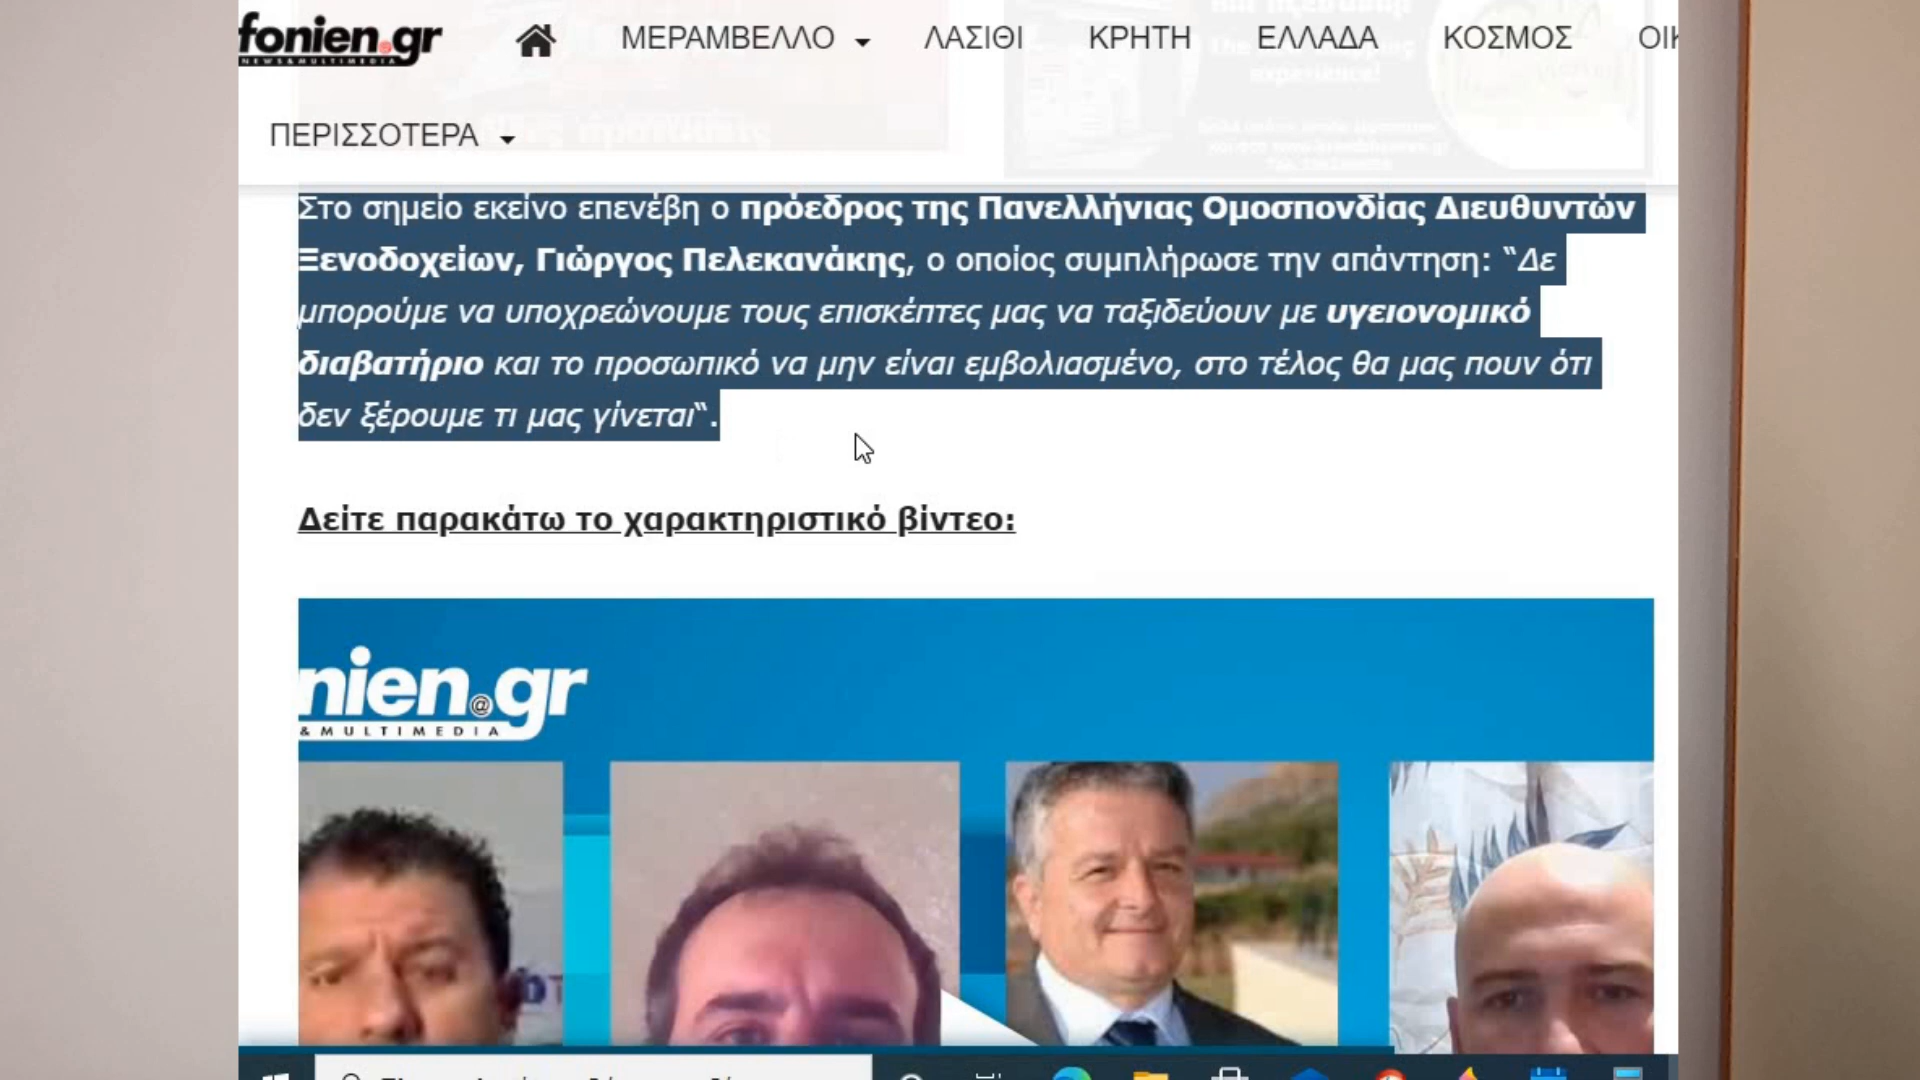 fonien.gr
NEWS&MULTIMEDIA
ΜΕΡΑΜΒΕΛΛΟ ΛΑΣΙΘΙ ΚΡΗΤΗ ΕΛΛΑΔΑ ΚΟΣΜΟΣ
ΠΕΡΙΣΣΟΤΕΡΑ
Στο σημείο εκείνο επενέβη ο πρόεδρος της Πανελλήνιας Ομοσπονδίας Διευθυντών
Ξενοδοχείων, Γιώργος Πελεκανάκης, ο οποίος συμπλήρωσε την απάντηση: “Δε
μπορούμε να υποχρεώνουμε τους επισκέπτες μας να ταξιδεύουν με υγειονομικό
διαβατήριο και το προσωπικό να μην είναι εμβολιασμένο, στο τέλος θα μας πουν ότι
δεν ξέρουμε τι μας γίνεται“.
Δείτε παρακάτω το χαρακτηριστικό βίντεο:
nien.gr
&MULTIMEDIA